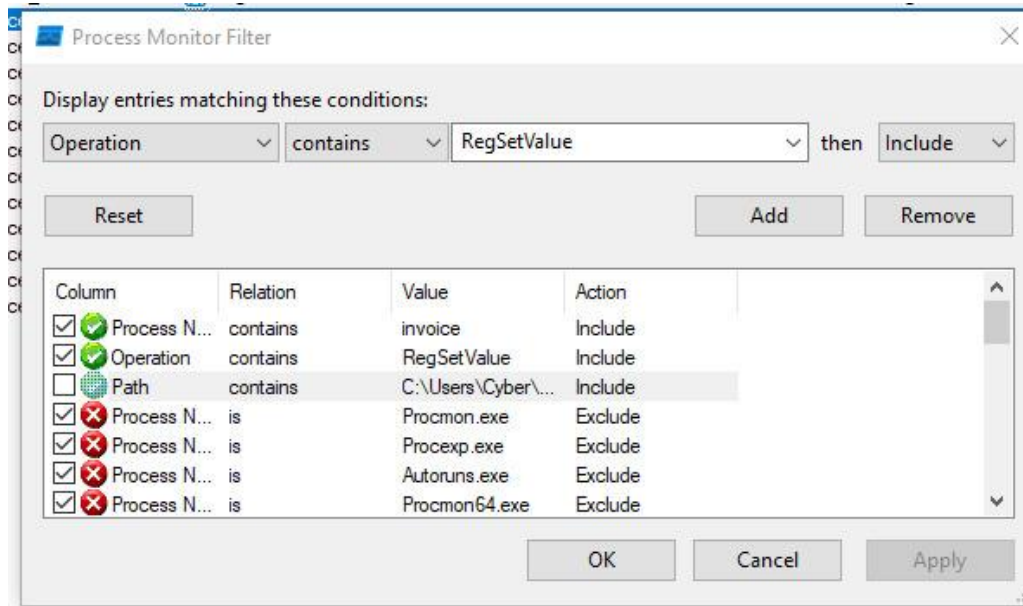 Process Monitor Filter
Display entries matching these conditions:
Operation contains RegSetValue then Include
Reset Add Remove
Column Relation Value Action
Process N... contains invoice Include
Operation contains RegSetValue Include
Path contains C:\Users\Cyber\... Include
Process N... is Procmon.exe Exclude
Process N... is Procexp.exe Exclude
Process N... is Autoruns.exe Exclude
Process N... is Procmon64.exe Exclude
OK Cancel Apply